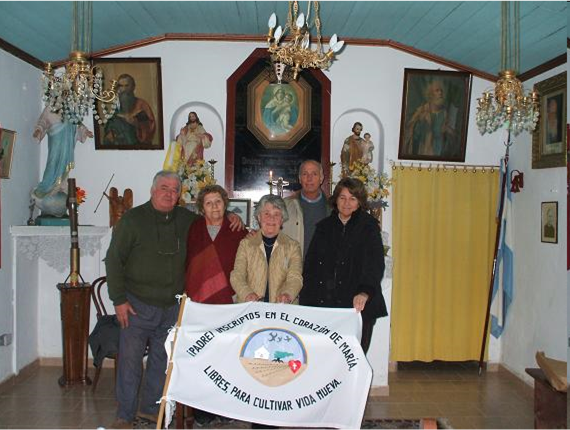 ¡PADRE! INSCRIPTOS EN EL CORAZÓN DE MARÍA,
LIBRES, PARA CULTIVAR VIDA NUEVA.